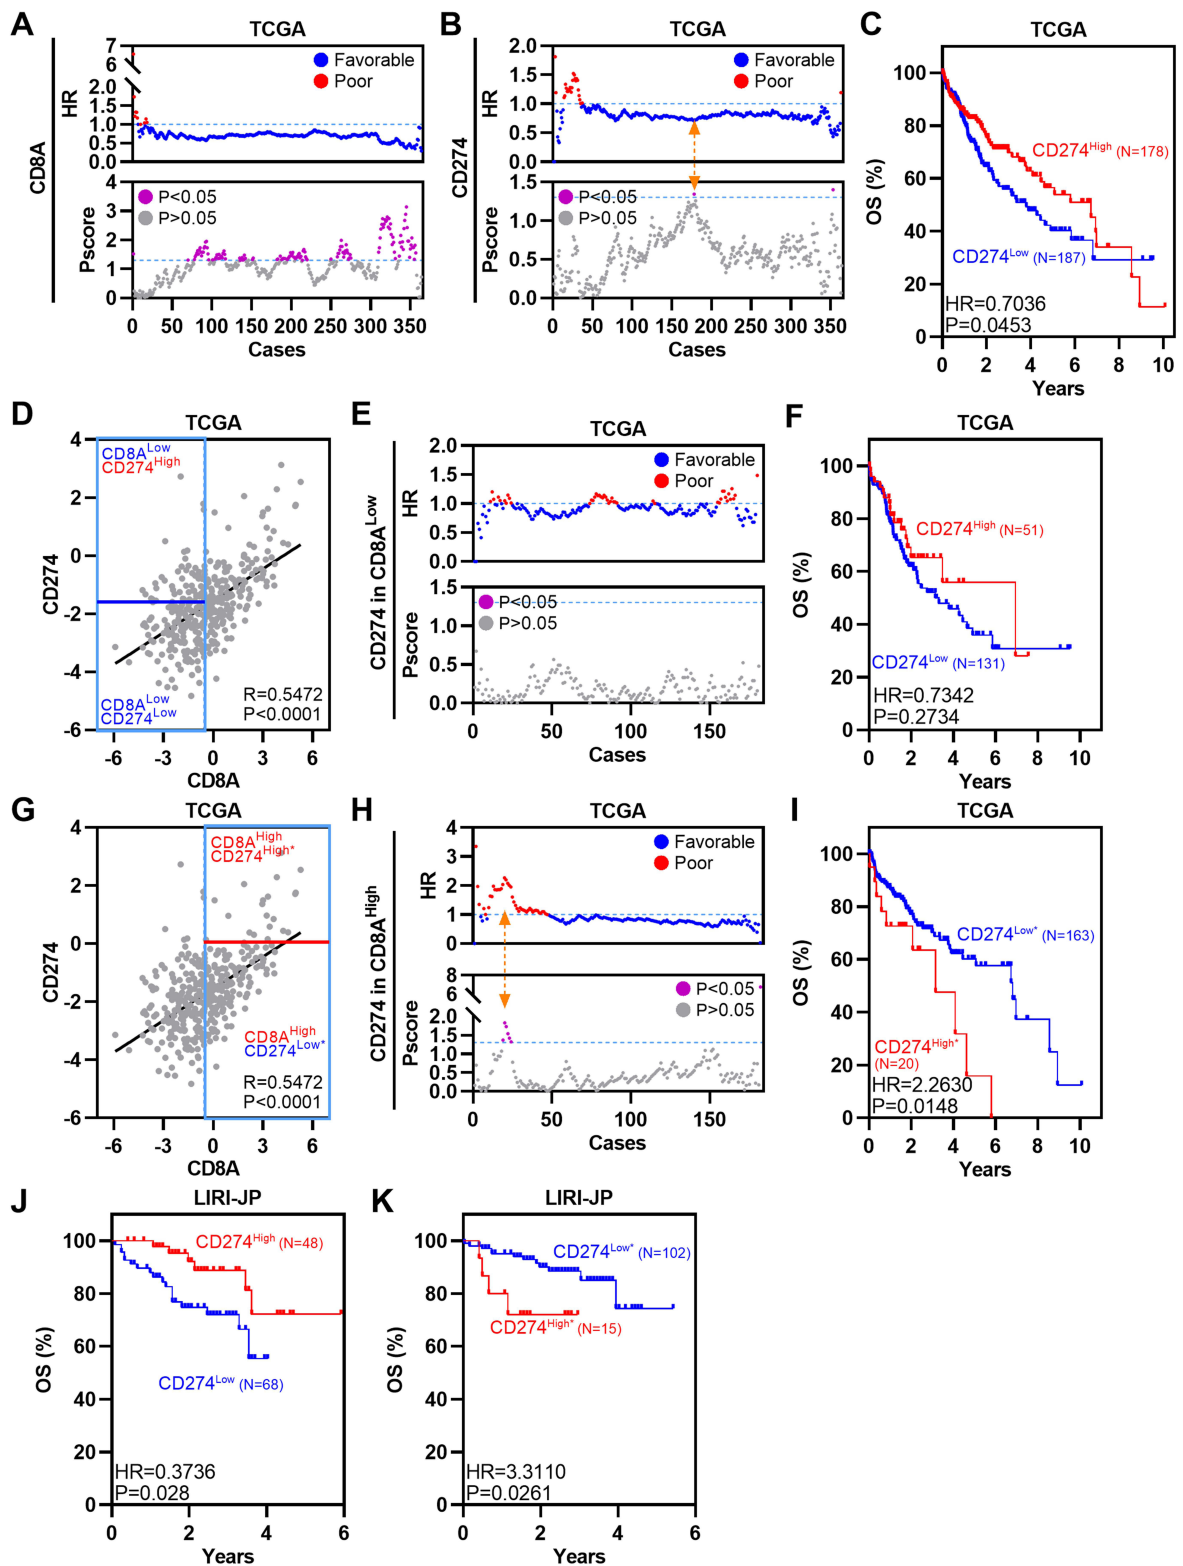 A
TCGA
CD8A
HR
7
6
2.0
1.5
1.0
0.5
0.0
Favorable
Poor
Pscore
4
3
2
1
0
P<0.05
P>0.05
0 50 100 150 200 250 300 350
Cases
B
TCGA
CD274
HR
2.0
1.5
1.0
0.5
0.0
Favorable
Poor
Pscore
1.5
1.0
0.5
0.0
P<0.05
P>0.05
0 50 100 150 200 250 300 350
Cases
C
TCGA
OS (%)
100
80
60
40
20
0
CD274High (N=178)
CD274Low (N=187)
HR=0.7036
P=0.0453
0 2 4 6 8 10
Years
D
TCGA
CD274
4
2
0
-2
-4
-6
CD8ALow
CD274High
CD8ALow
CD274Low
R=0.5472
P<0.0001
-6 -3 0 3 6
CD8A
E
TCGA
CD274 in CD8ALow
HR
2.0
1.5
1.0
0.5
0.0
Favorable
Poor
Pscore
1.5
1.0
0.5
0.0
P<0.05
P>0.05
0 50 100 150
Cases
F
TCGA
OS (%)
100
80
60
40
20
0
CD274High (N=51)
CD274Low (N=131)
HR=0.7342
P=0.2734
0 2 4 6 8 10
Years
G
TCGA
CD274
4
2
0
-2
-4
-6
CD8AHigh
CD274High*
CD8AHigh
CD274Low*
R=0.5472
P<0.0001
-6 -3 0 3 6
CD8A
H
TCGA
CD274 in CD8AHigh
HR
4
3
2
1
0
Favorable
Poor
Pscore
8
6
2.0
1.5
1.0
0.5
0.0
P<0.05
P>0.05
0 50 100 150
Cases
I
TCGA
OS (%)
100
80
60
40
20
0
CD274Low* (N=163)
CD274High*
(N=20)
HR=2.2630
P=0.0148
0 2 4 6 8 10
Years
J
LIRI-JP
OS (%)
100
80
60
40
20
0
CD274High (N=48)
CD274Low (N=68)
HR=0.3736
P=0.028
0 2 4 6
Years
K
LIRI-JP
OS (%)
100
80
60
40
20
0
CD274Low* (N=102)
CD274High* (N=15)
HR=3.3110
P=0.0261
0 2 4 6
Years